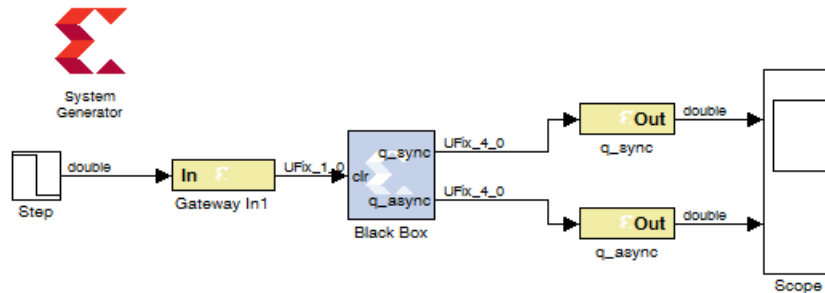 System
Generator
double
Step
In
Gateway In1
UFix_1_0
clr
q_sync
q_async
Black Box
UFix_4_0
UFix_4_0
Out
q_sync
double
Out
q_async
double
Scope